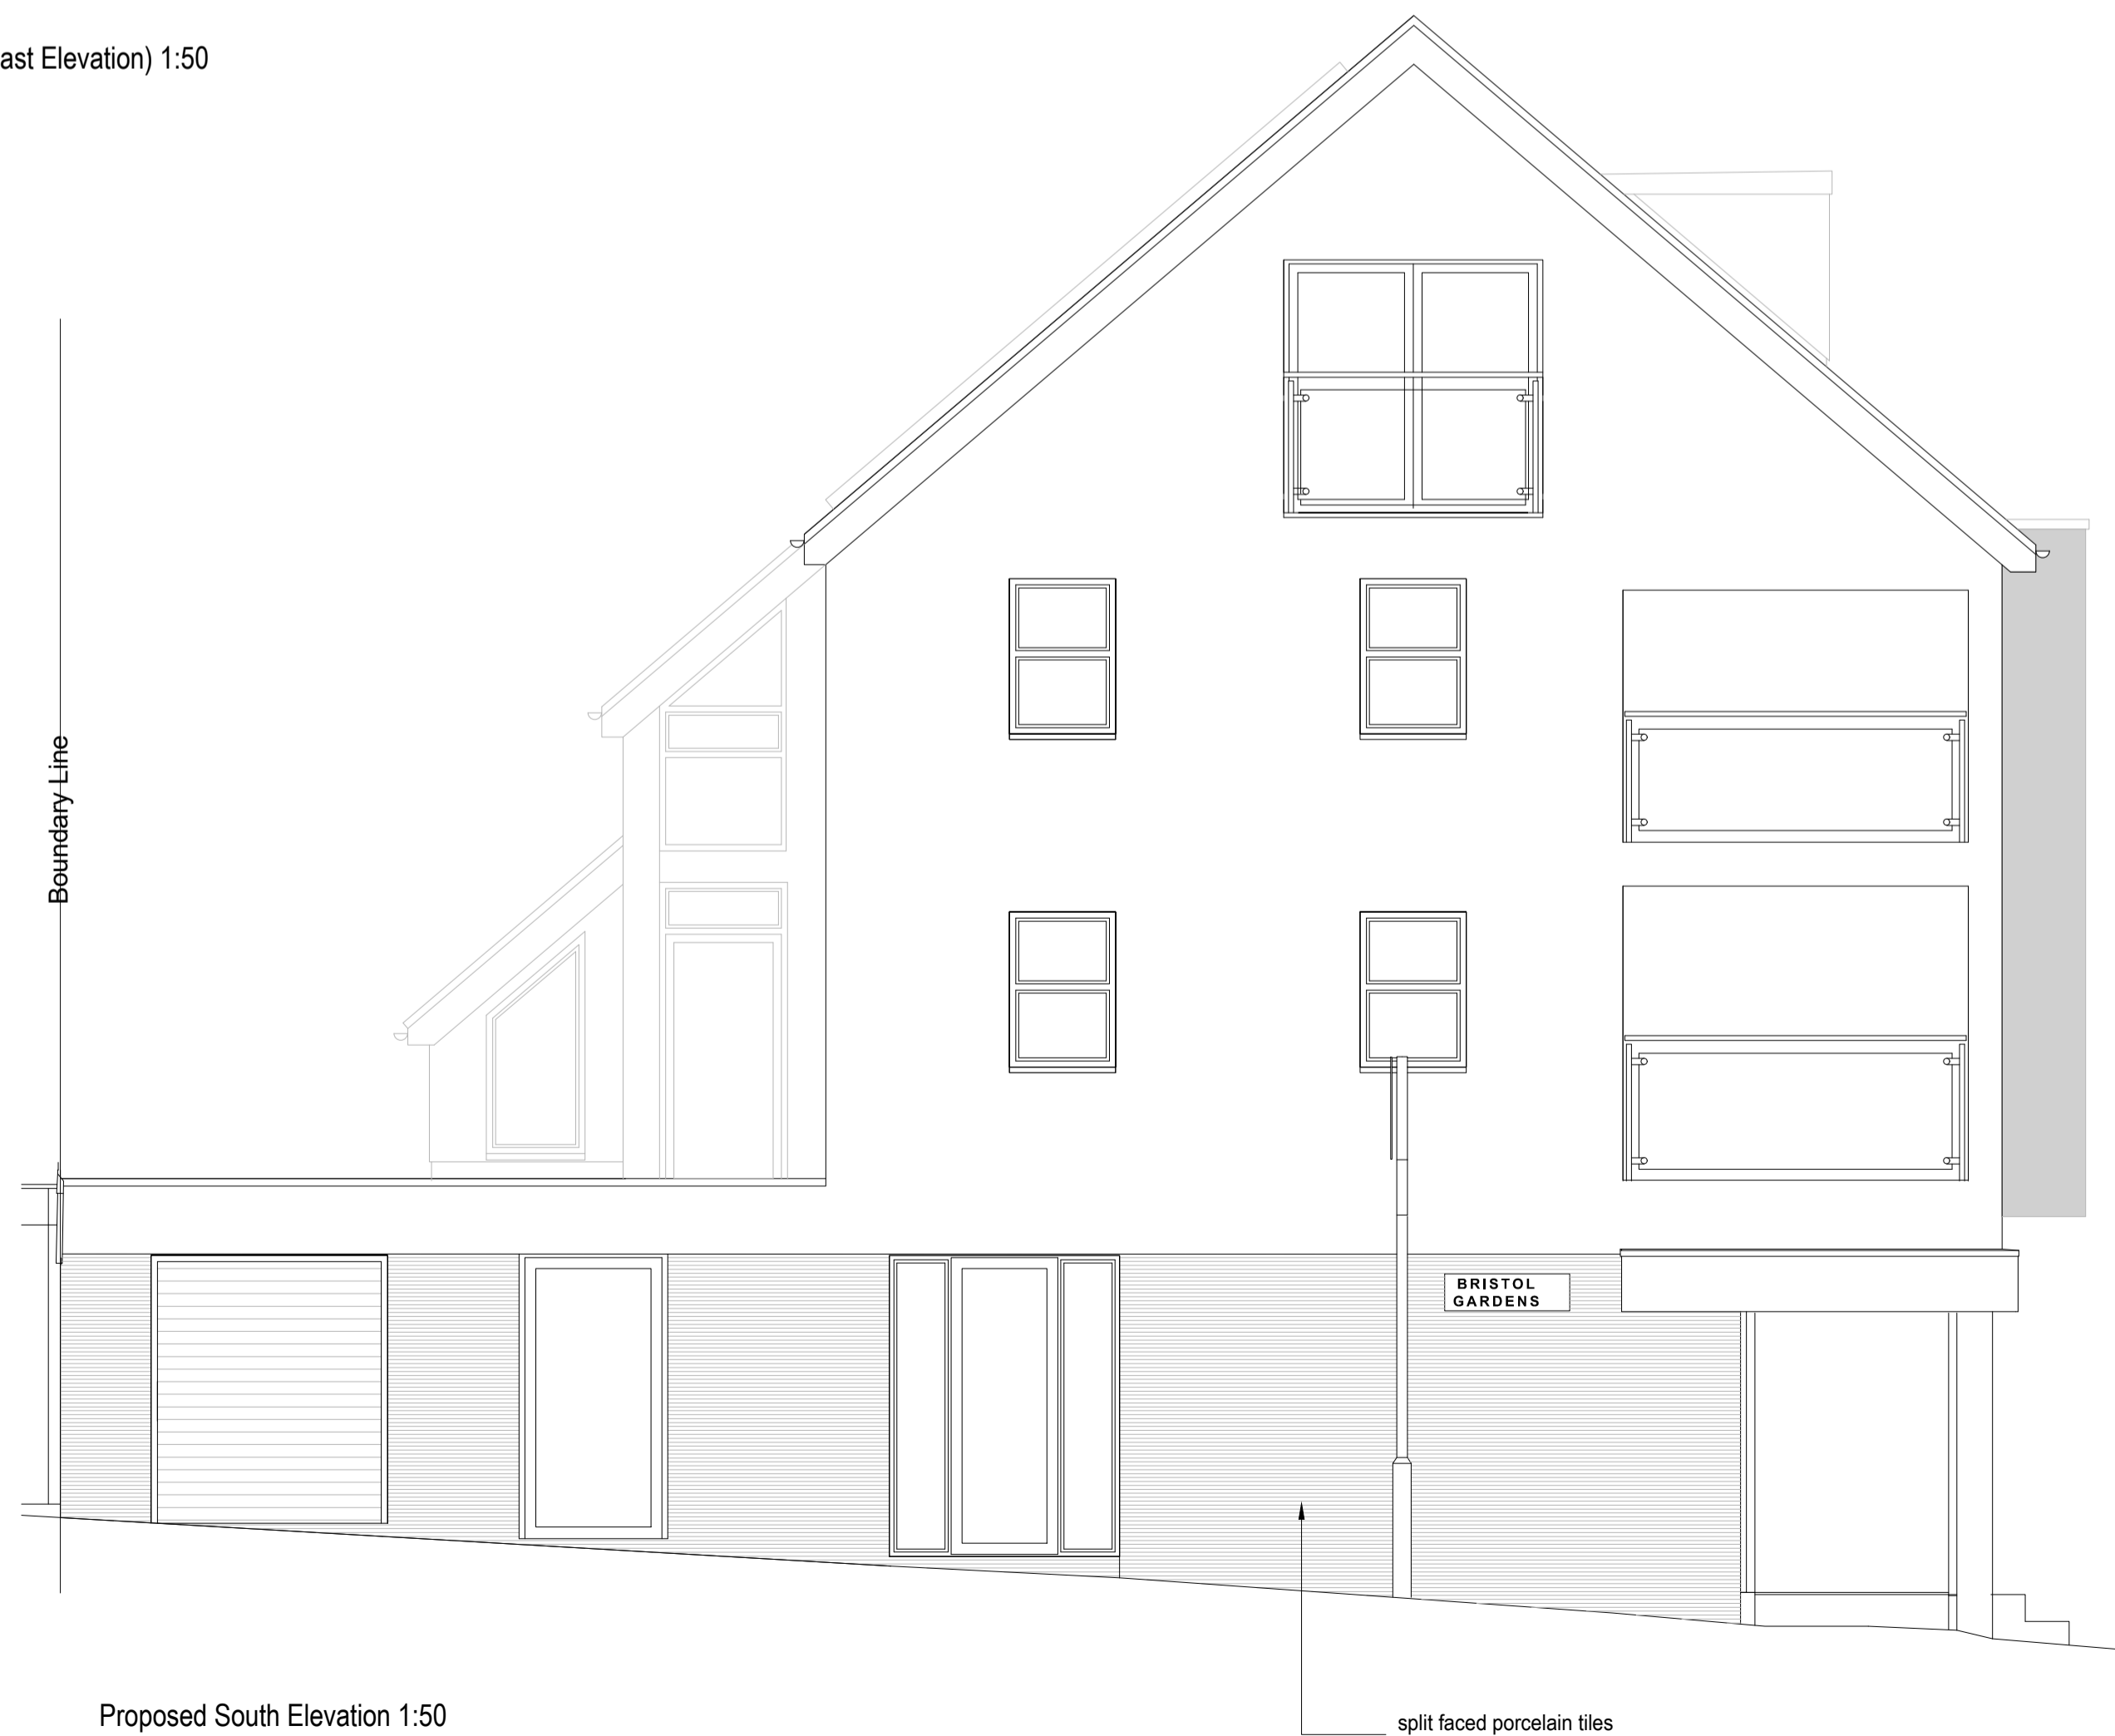 ast Elevation) 1:50
Boundary Line
BRISTOL
GARDENS
Proposed South Elevation 1:50
split faced porcelain tiles